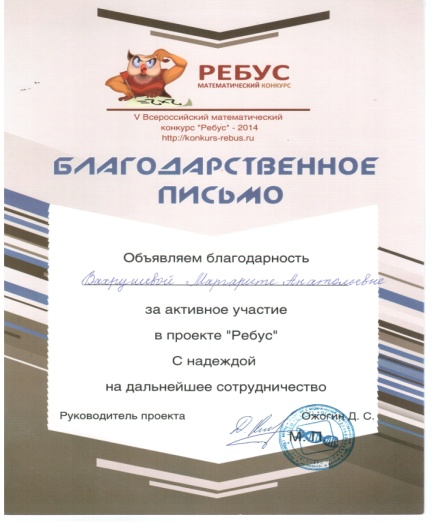 РЕБУС
МАТЕМАТИЧЕСКИЙ КОНКУРС
V Всероссийский математический
конкурс "Ребус" - 2014
http://konkurs-rebus.ru
БЛАГОДАРСТВЕННОЕ
ПИСЬМО
Объявляем благодарность
Вахрушевой Маргарите Анатольевне
за активное участие
в проекте "Ребус"
С надеждой
на дальнейшее сотрудничество
Руководитель проекта Ожогин Д. С.
М.П.